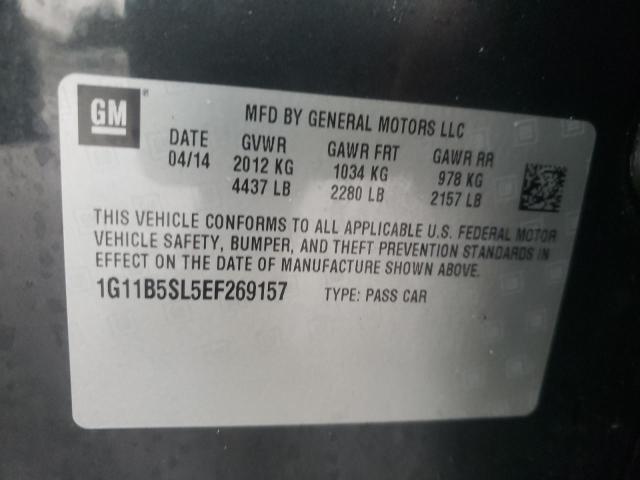 GM
MFD BY GENERAL MOTORS LLC
DATE GVWR GAWR FRT GAWR RR
04/14 2012 KG 1034 KG 978 KG
4437 LB 2280 LB 2157 LB
THIS VEHICLE CONFORMS TO ALL APPLICABLE U.S. FEDERAL MOTOR
VEHICLE SAFETY, BUMPER, AND THEFT PREVENTION STANDARDS IN
EFFECT ON THE DATE OF MANUFACTURE SHOWN ABOVE.
1G11B5SL5EF269157 TYPE: PASS CAR